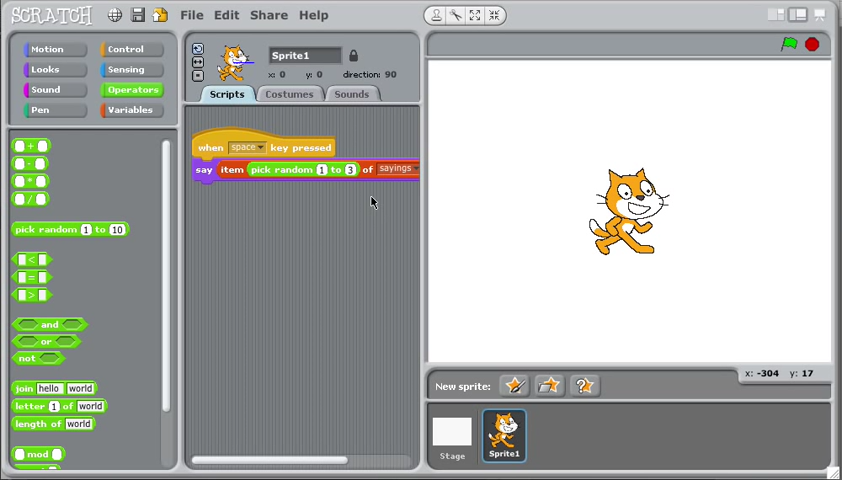 SCRATCH File Edit Share Help
Motion Control
Looks Sensing
Sound Operators
Pen Variables
+
-
*
/
pick random 1 to 10
<
=
>
and
or
not
join hello world
letter 1 of world
length of world
mod
Sprite1
x: 0 y: 0 direction: 90
Scripts Costumes Sounds
when space key pressed
say item pick random 1 to 3 of sayings
x: -304 y: 17
New sprite:
Stage
Sprite1